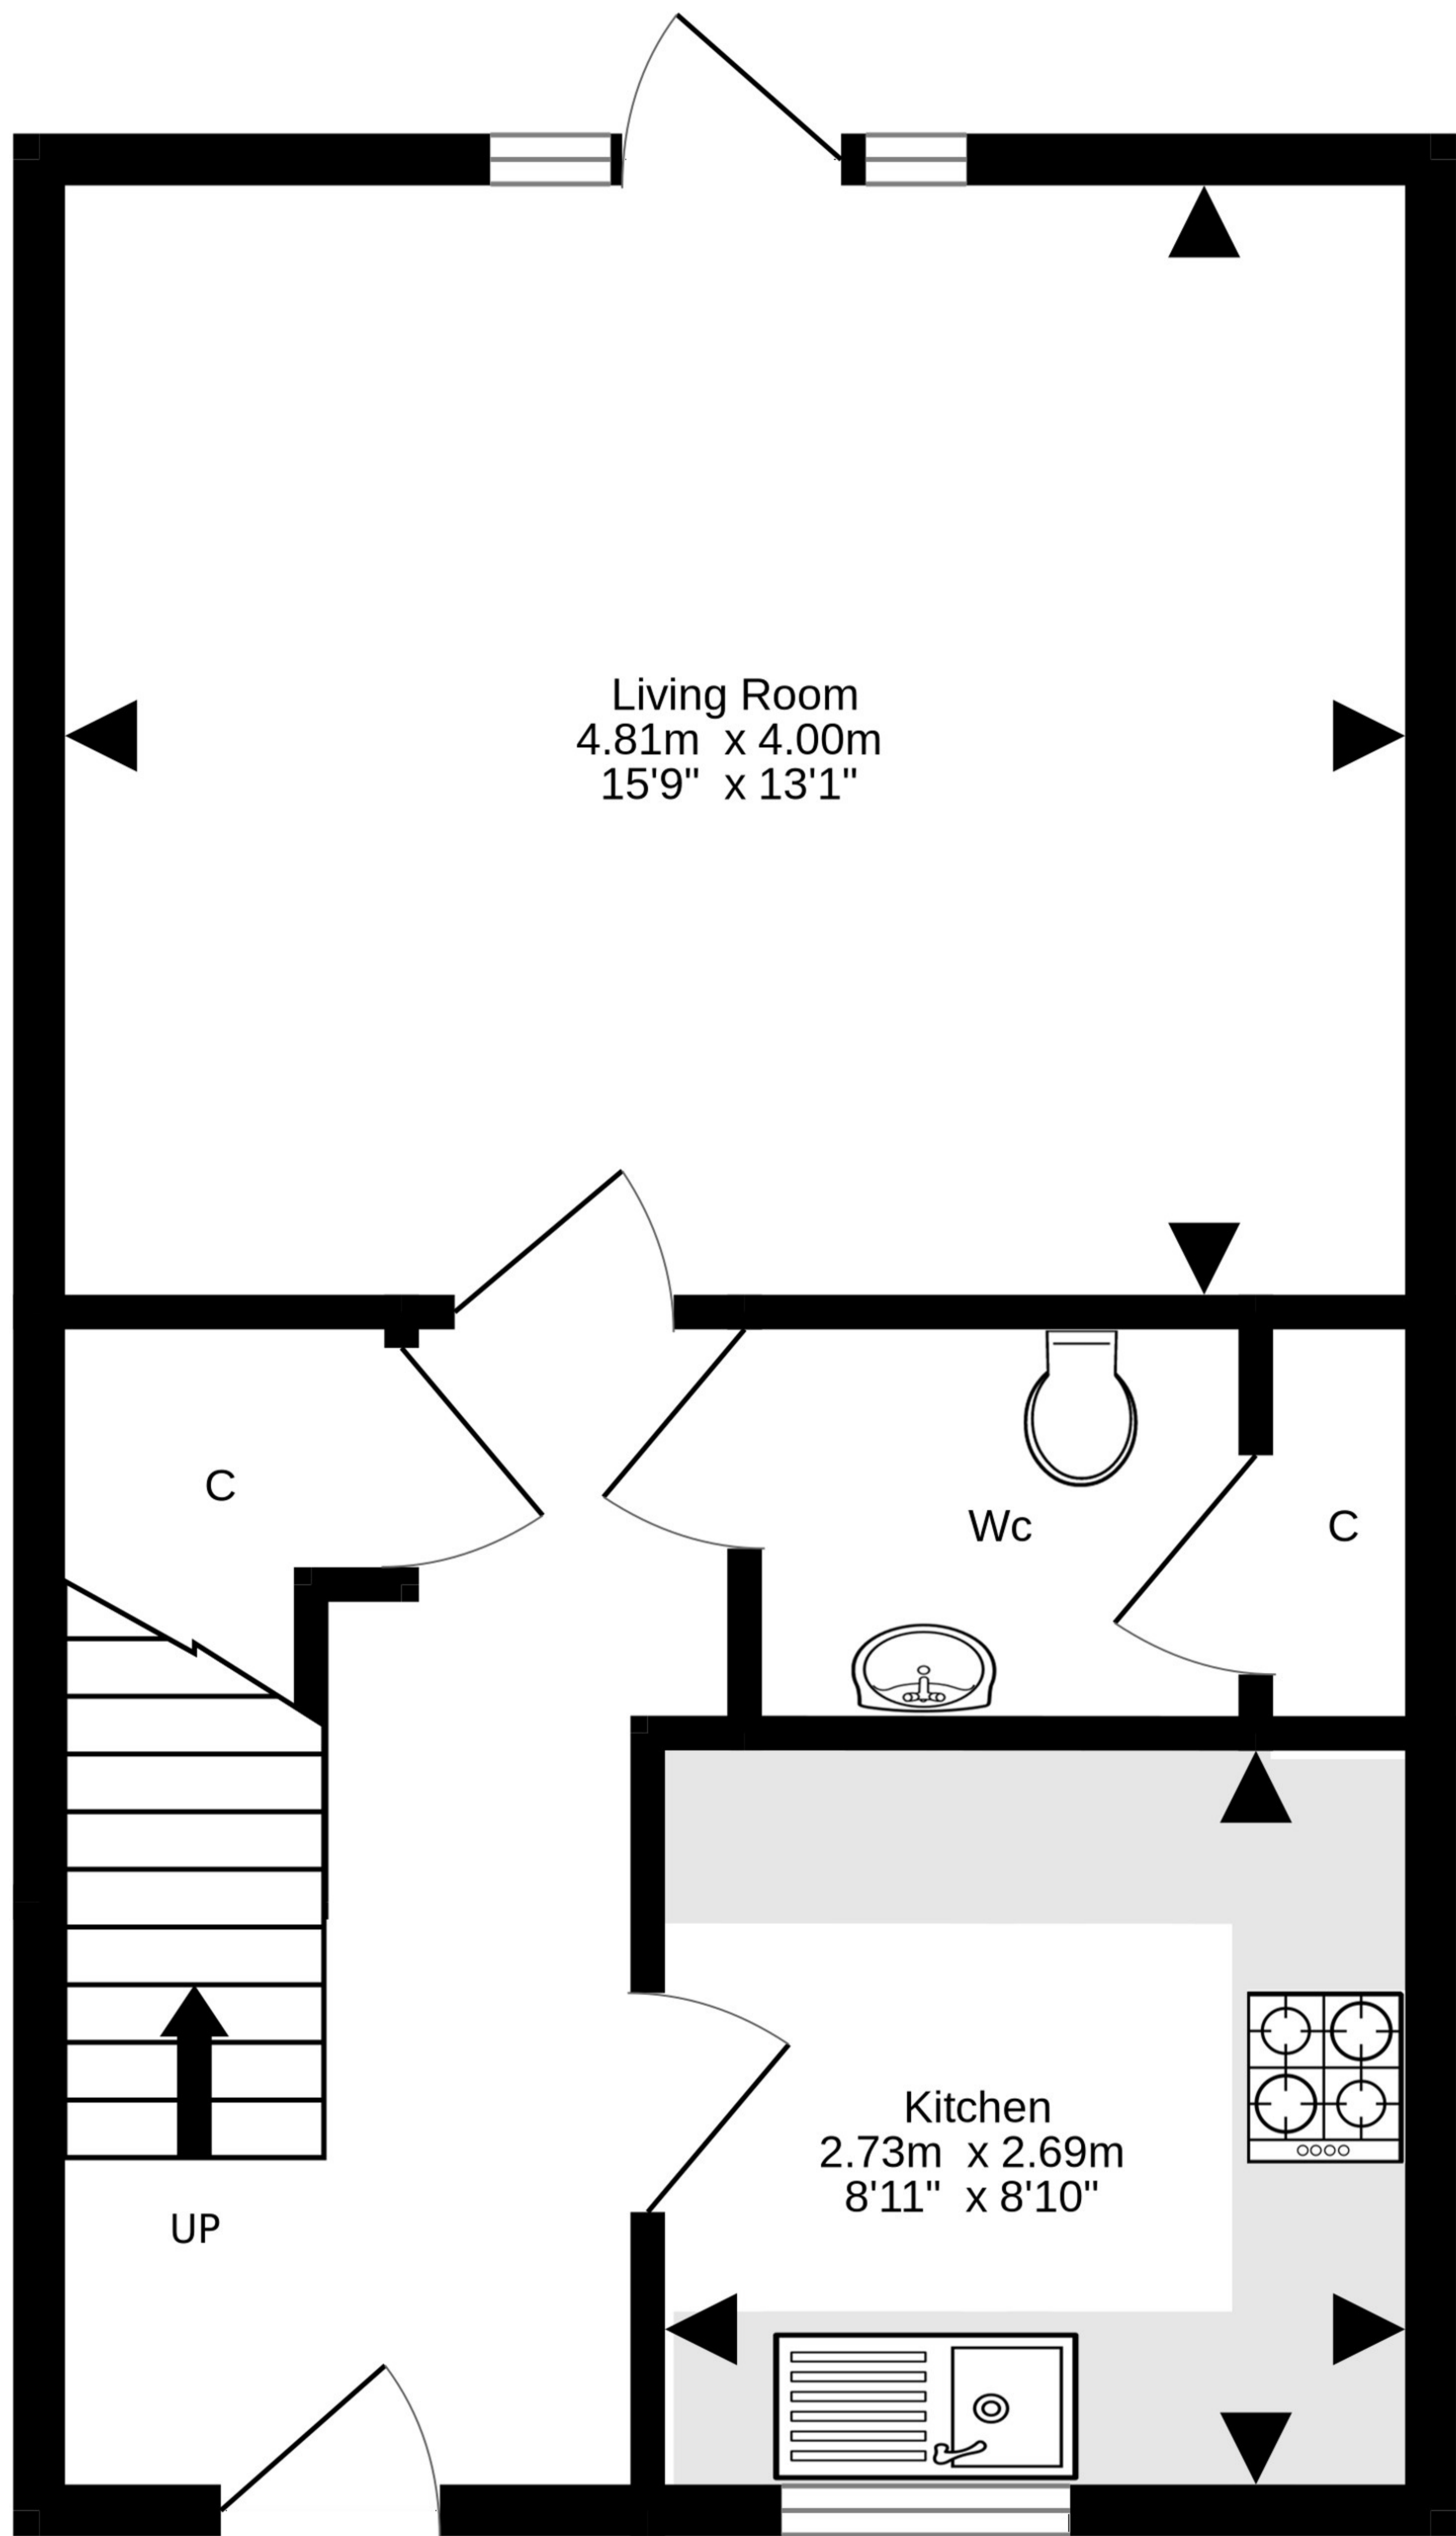 Living Room
4.81m x 4.00m
15'9" x 13'1"
C
Wc
C
Kitchen
2.73m x 2.69m
8'11" x 8'10"
UP